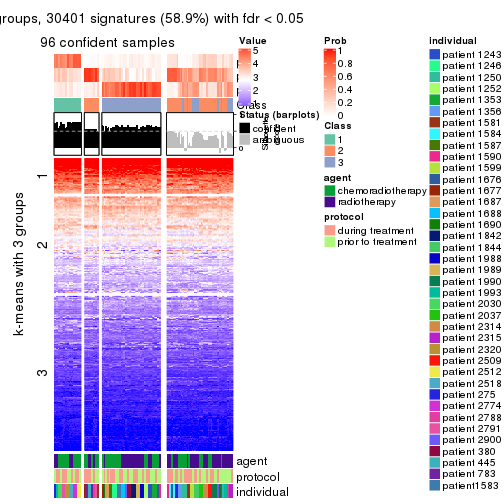 groups, 30401 signatures (58.9%) with fdr < 0.05
96 confident samples
k-means with 3 groups
1
2
3
Value
5
4
3
2
Prob
1
0.8
0.6
0.4
0.2
0
Status (barplots)
confident
ambiguous
0
Class
1
2
3
agent
chemoradiotherapy
radiotherapy
protocol
during treatment
prior to treatment
agent
protocol
individual
individual
patient 1243
patient 1246
patient 1250
patient 1252
patient 1353
patient 1356
patient 1581
patient 1584
patient 1587
patient 1590
patient 1599
patient 1676
patient 1677
patient 1687
patient 1688
patient 1690
patient 1842
patient 1844
patient 1988
patient 1989
patient 1990
patient 1993
patient 2030
patient 2037
patient 2314
patient 2315
patient 2320
patient 2509
patient 2512
patient 2518
patient 275
patient 2774
patient 2788
patient 2791
patient 2900
patient 380
patient 445
patient 783
patient1583